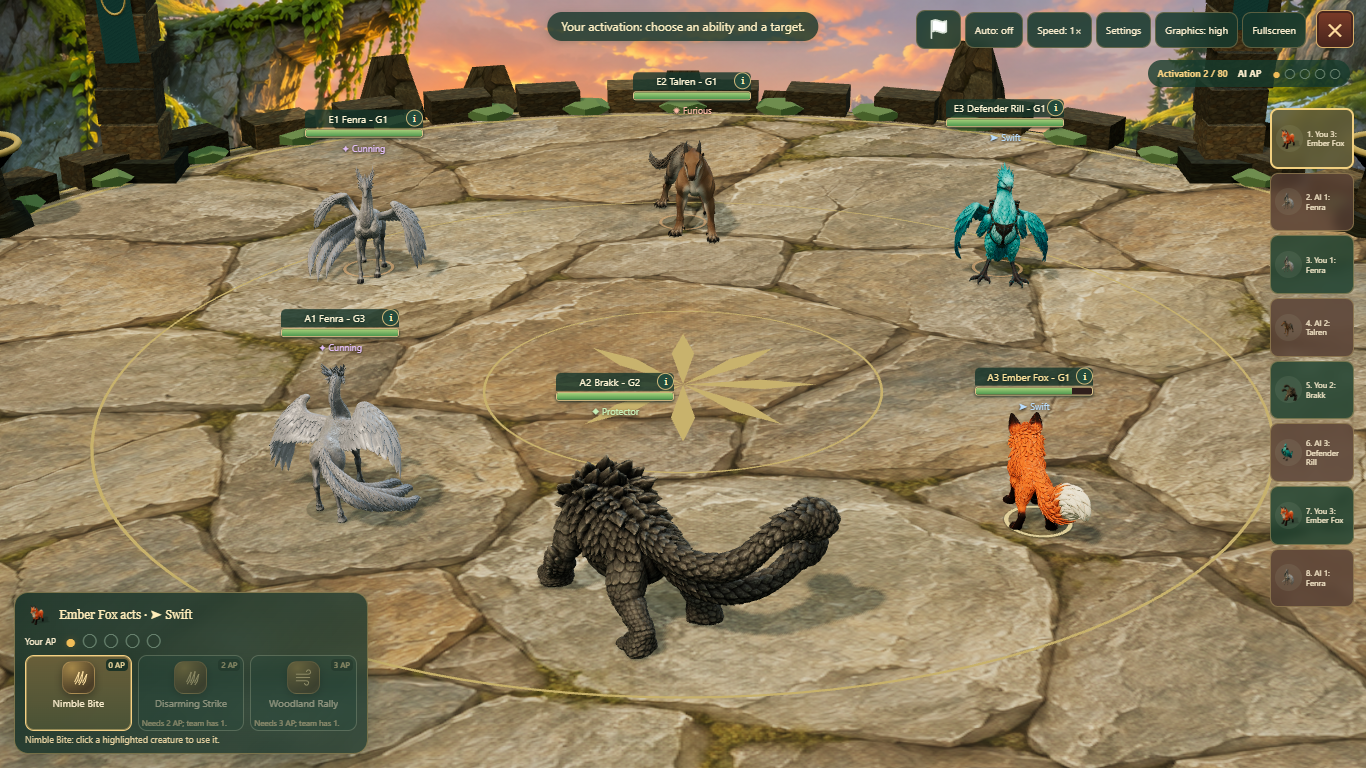 Your activation: choose an ability and a target.
Auto: off
Speed: 1×
Settings
Graphics: high
Fullscreen
Activation 2 / 80 AI AP
E2 Talren - G1
Furious
E1 Fenra - G1
Cunning
E3 Defender Rill - G1
Swift
A1 Fenra - G3
Cunning
A2 Brakk - G2
Protector
A3 Ember Fox - G1
Swift
1. You 3:
Ember Fox
2. AI 1:
Fenra
3. You 1:
Fenra
4. AI 2:
Talren
5. You 2:
Brakk
6. AI 3:
Defender
Rill
7. You 3:
Ember Fox
8. AI 1:
Fenra
Ember Fox acts · ➤ Swift
Your AP
0 AP
Nimble Bite
2 AP
Disarming Strike
Needs 2 AP; team has 1.
3 AP
Woodland Rally
Needs 3 AP; team has 1.
Nimble Bite: click a highlighted creature to use it.